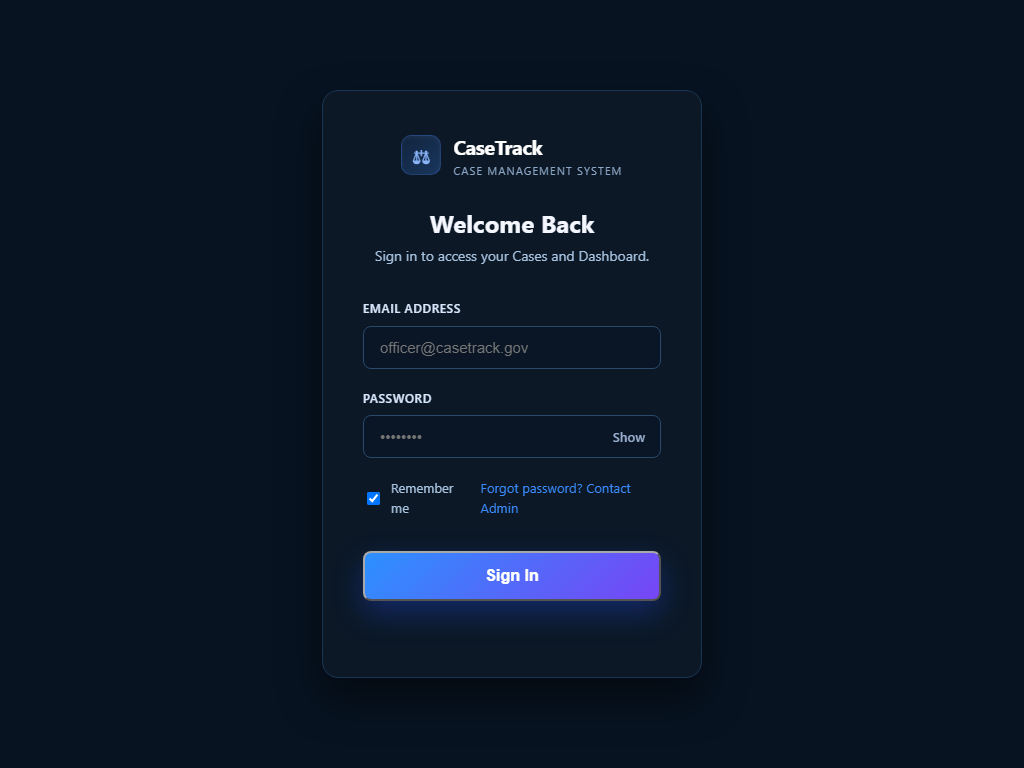 CaseTrack
CASE MANAGEMENT SYSTEM
Welcome Back
Sign in to access your Cases and Dashboard.
EMAIL ADDRESS
officer@casetrack.gov
PASSWORD
••••••••
Show
Remember
me
Forgot password? Contact
Admin
Sign In